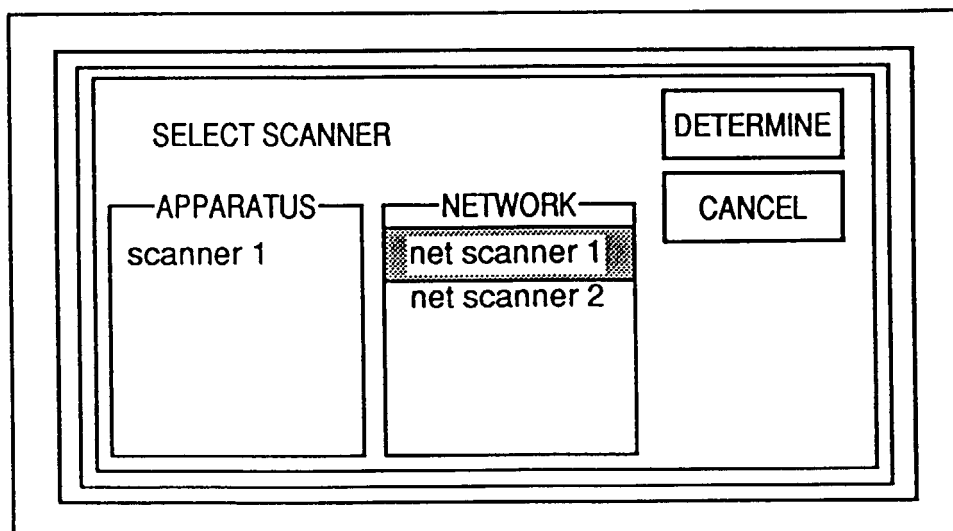 SELECT SCANNER
DETERMINE
CANCEL
APPARATUS
scanner 1
NETWORK
net scanner 1
net scanner 2